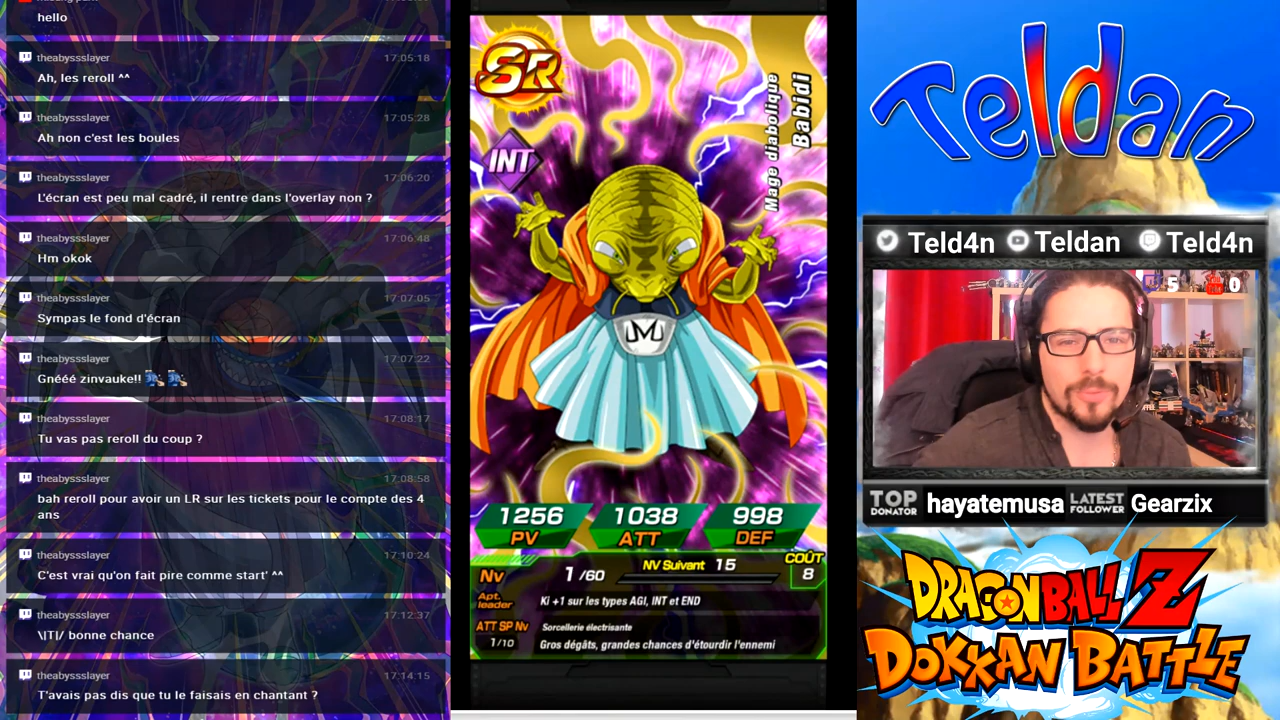 hello
theabyssslayer 17:05:18
Ah, les reroll ^^
theabyssslayer 17:05:28
Ah non c'est les boules
theabyssslayer 17:06:20
L'écran est peu mal cadré, il rentre dans l'overlay non ?
theabyssslayer 17:06:48
Hm okok
theabyssslayer 17:07:05
Sympas le fond d'écran
theabyssslayer 17:07:22
Gnééé zinvauke!!
theabyssslayer 17:08:17
Tu vas pas reroll du coup ?
theabyssslayer 17:08:58
bah reroll pour avoir un LR sur les tickets pour le compte des 4
ans
theabyssslayer 17:10:24
C'est vrai qu'on fait pire comme start' ^^
theabyssslayer 17:12:37
\|T|/ bonne chance
theabyssslayer 17:14:15
T'avais pas dis que tu le faisais en chantant ?
SR
INT
Mage diabolique
Babidi
M
1256 1038 998
PV ATT DEF
Nv 1/60 NV Suivant 15 COÛT
8
Apt.
leader
Ki +1 sur les types AGI, INT et END
ATT SP Nv Sorcellerie électrisante
1/10 Gros dégâts, grandes chances d'étourdir l'ennemi
Teldan
Teld4n Teldan Teld4n
5 0
TOP
DONATOR
hayatemusa
LATEST
FOLLOWER
Gearzix
DRAGON BALL Z
DOKKAN BATTLE